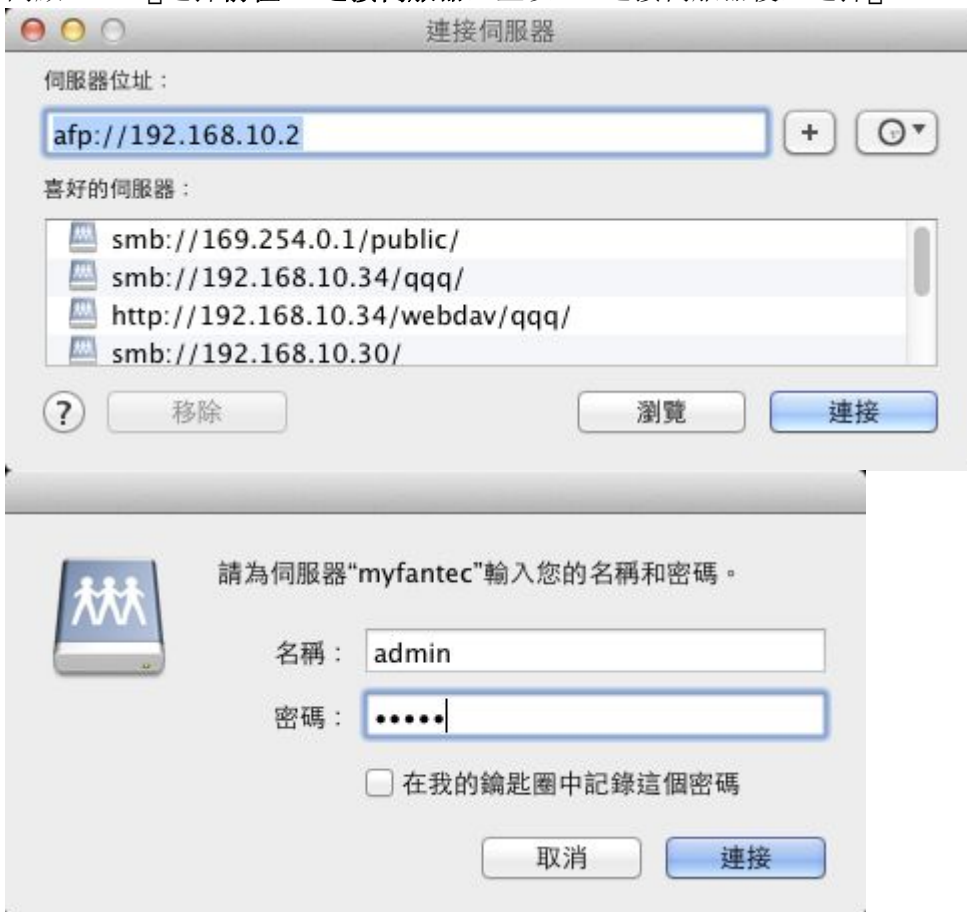 連接伺服器
伺服器位址：
afp://192.168.10.2
+
喜好的伺服器：
smb://169.254.0.1/public/
smb://192.168.10.34/qqq/
http://192.168.10.34/webdav/qqq/
smb://192.168.10.30/
? 移除 瀏覽 連接
請為伺服器“myfantec”輸入您的名稱和密碼。
名稱： admin
密碼： •••••
在我的鑰匙圈中記錄這個密碼
取消 連接